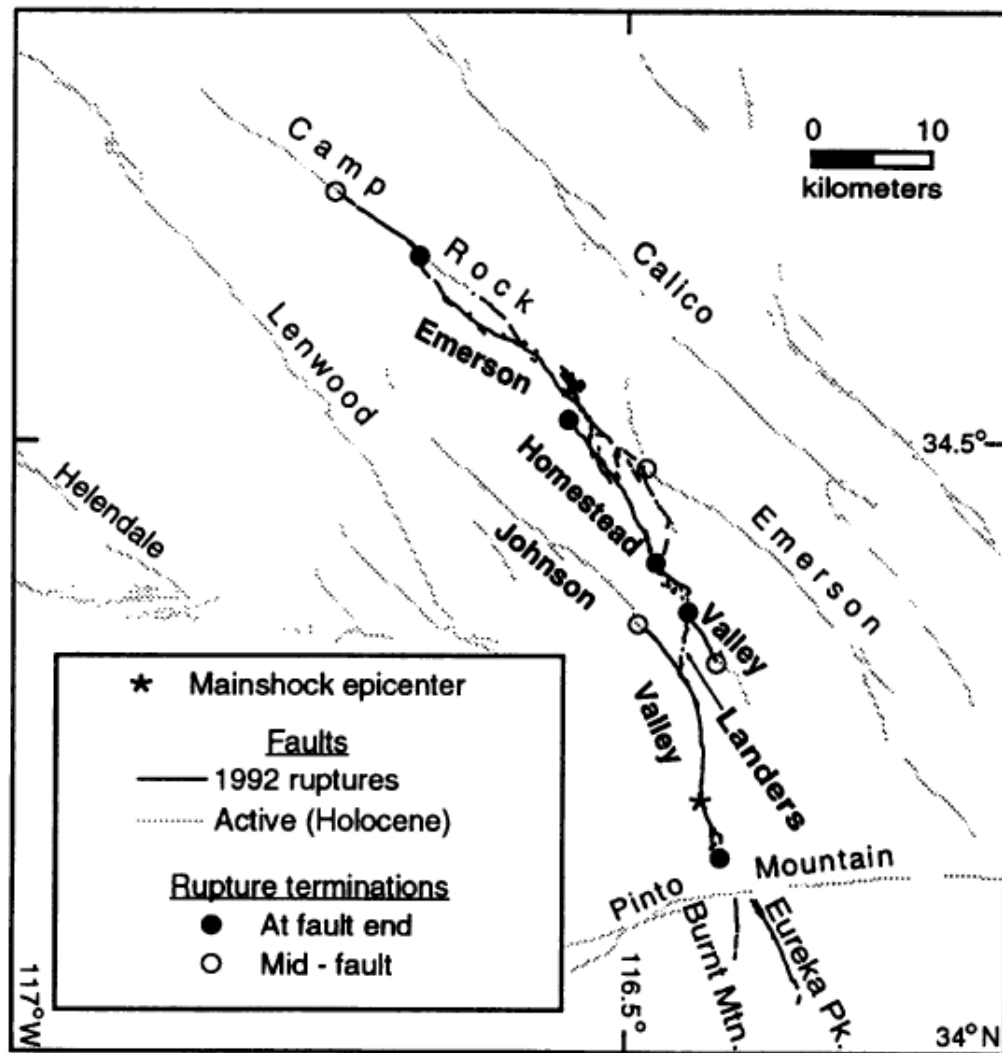 Camp Rock
0 10
kilometers
Calico
Lenwood
Emerson
34.5°
Helendale
Homestead
Valley
Emerson
Johnson
Valley
Landers
★ Mainshock epicenter
Faults
1992 ruptures
Active (Holocene)
Rupture terminations
At fault end
Mid - fault
Pinto Mountain
Burnt Mtn.
Eureka Pk.
117°W
116.5°
34°N